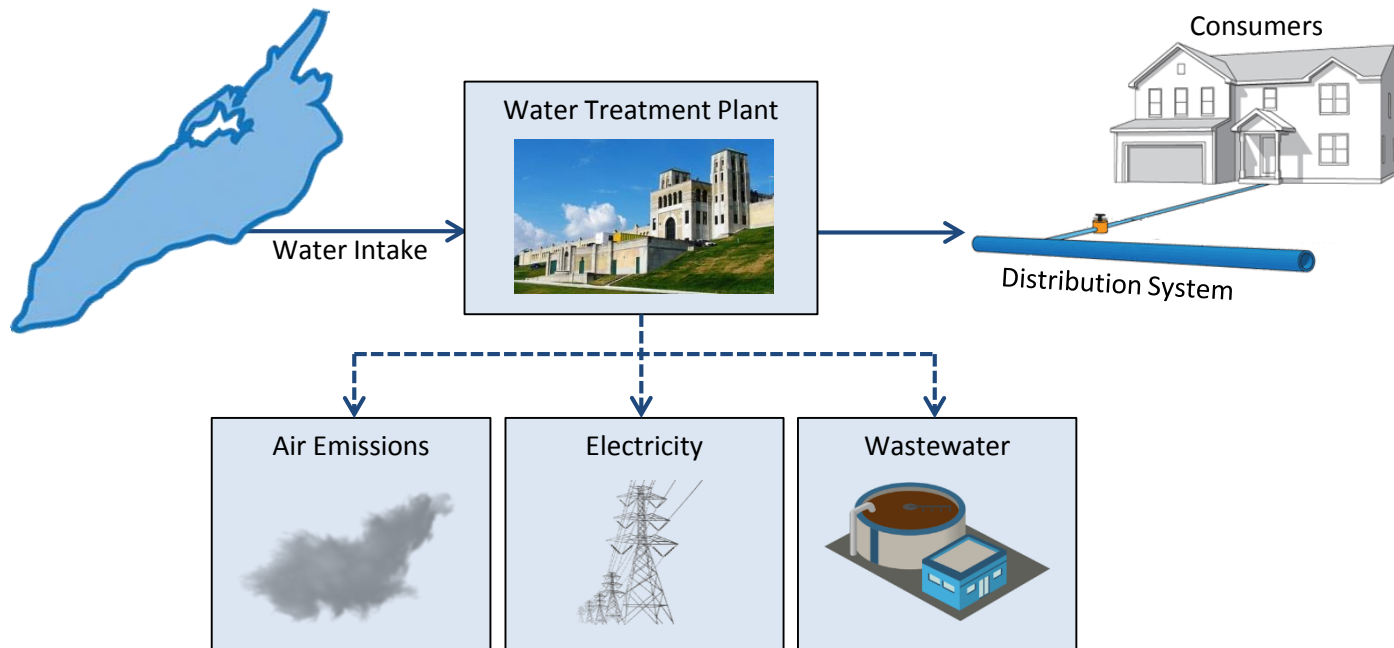 Consumers
Water Treatment Plant
Water Intake
Distribution System
Air Emissions
Electricity
Wastewater